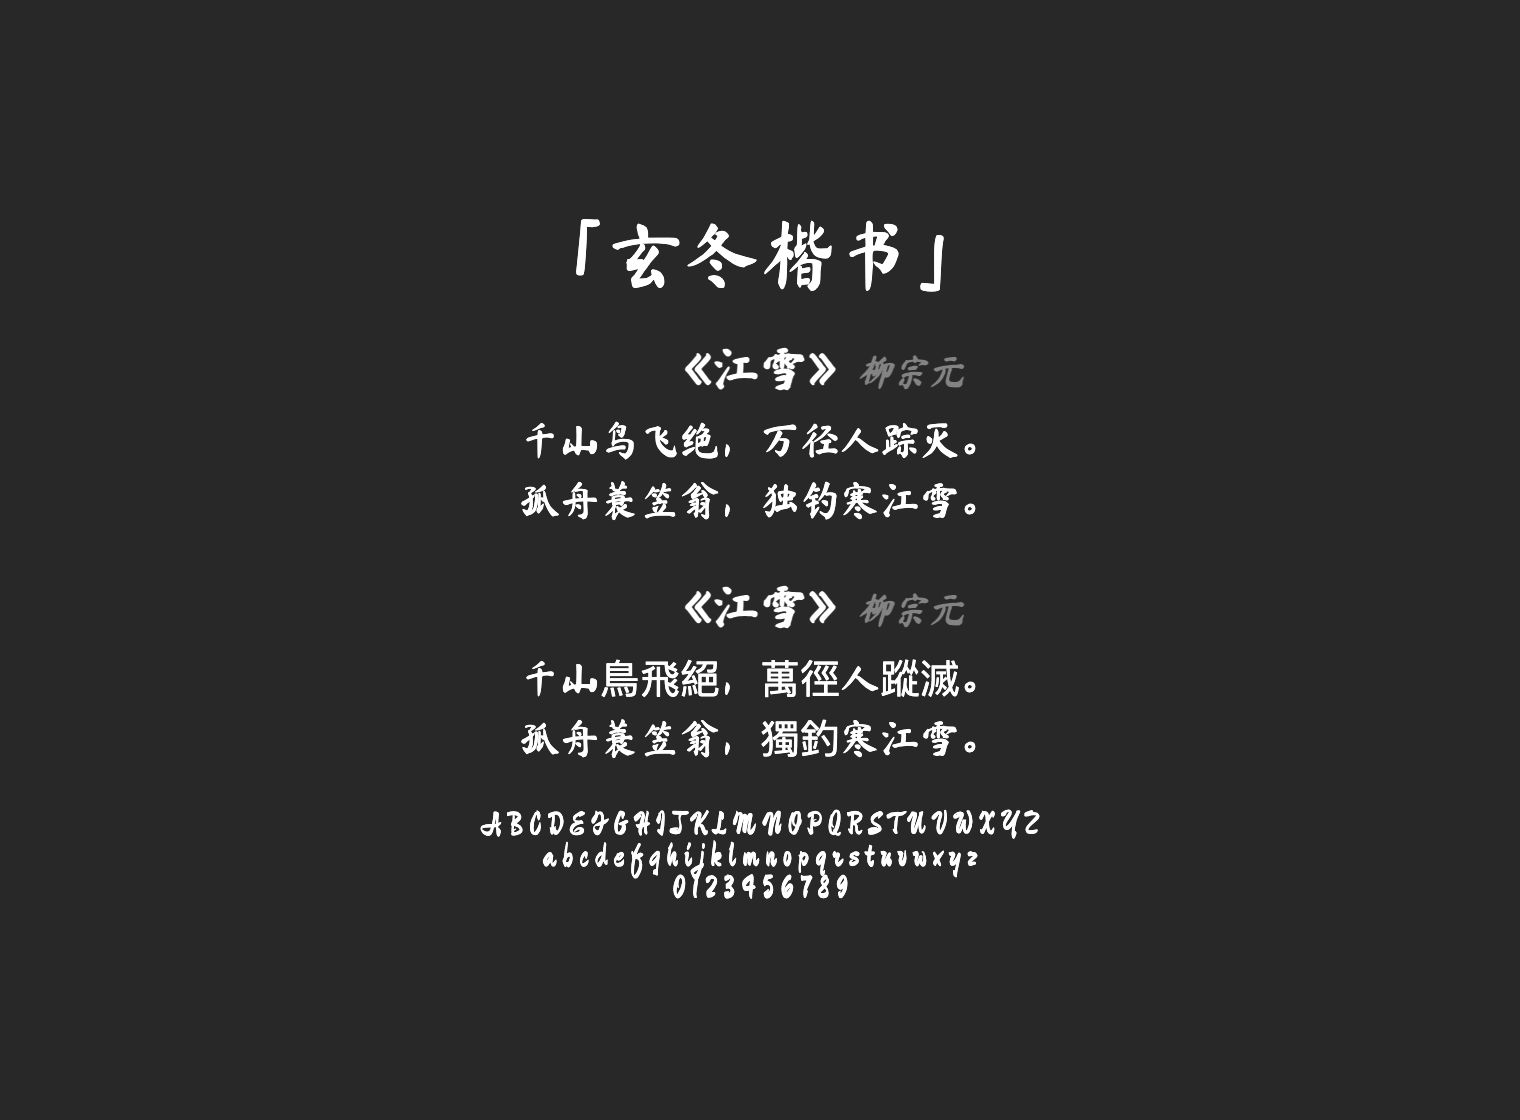 「玄冬楷书」
《江雪》 柳宗元
千山鸟飞绝，万径人踪灭。
孤舟蓑笠翁，独钓寒江雪。
《江雪》 柳宗元
千山鳥飛絕，萬徑人蹤滅。
孤舟蓑笠翁，獨釣寒江雪。
ABCDEFGHIJKLMNOPQRSTUVWXYZ
abcdefghijklmnopqrstuvwxyz
0123456789